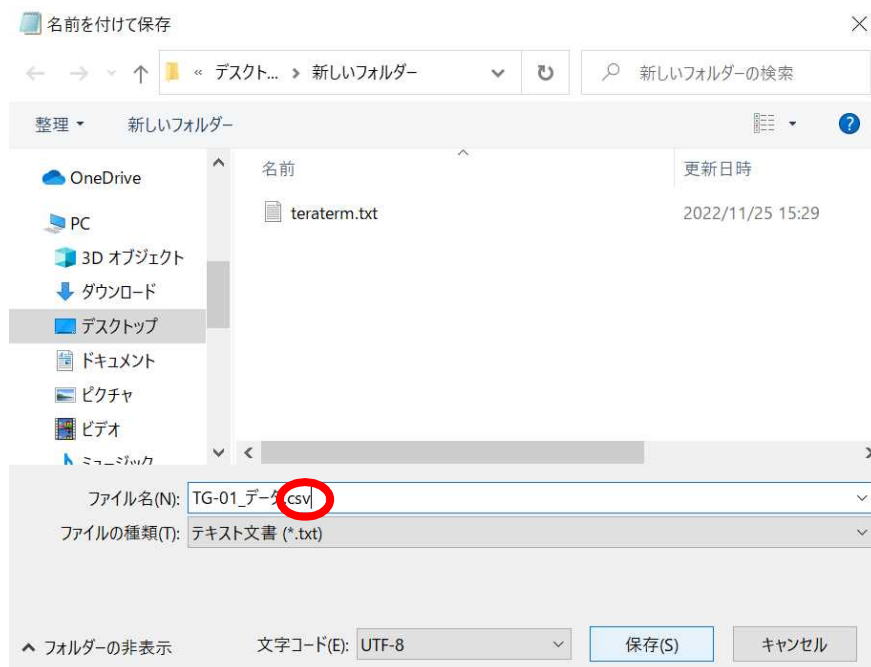 名前を付けて保存
« デスクト... › 新しいフォルダー
新しいフォルダーの検索
整理
新しいフォルダー
名前
更新日時
OneDrive
teraterm.txt
2022/11/25 15:29
PC
3D オブジェクト
ダウンロード
デスクトップ
ドキュメント
ピクチャ
ビデオ
ミュージック
ファイル名(N): TG-01_データ.csv
ファイルの種類(T): テキスト文書 (*.txt)
フォルダーの非表示
文字コード(E): UTF-8
保存(S)
キャンセル